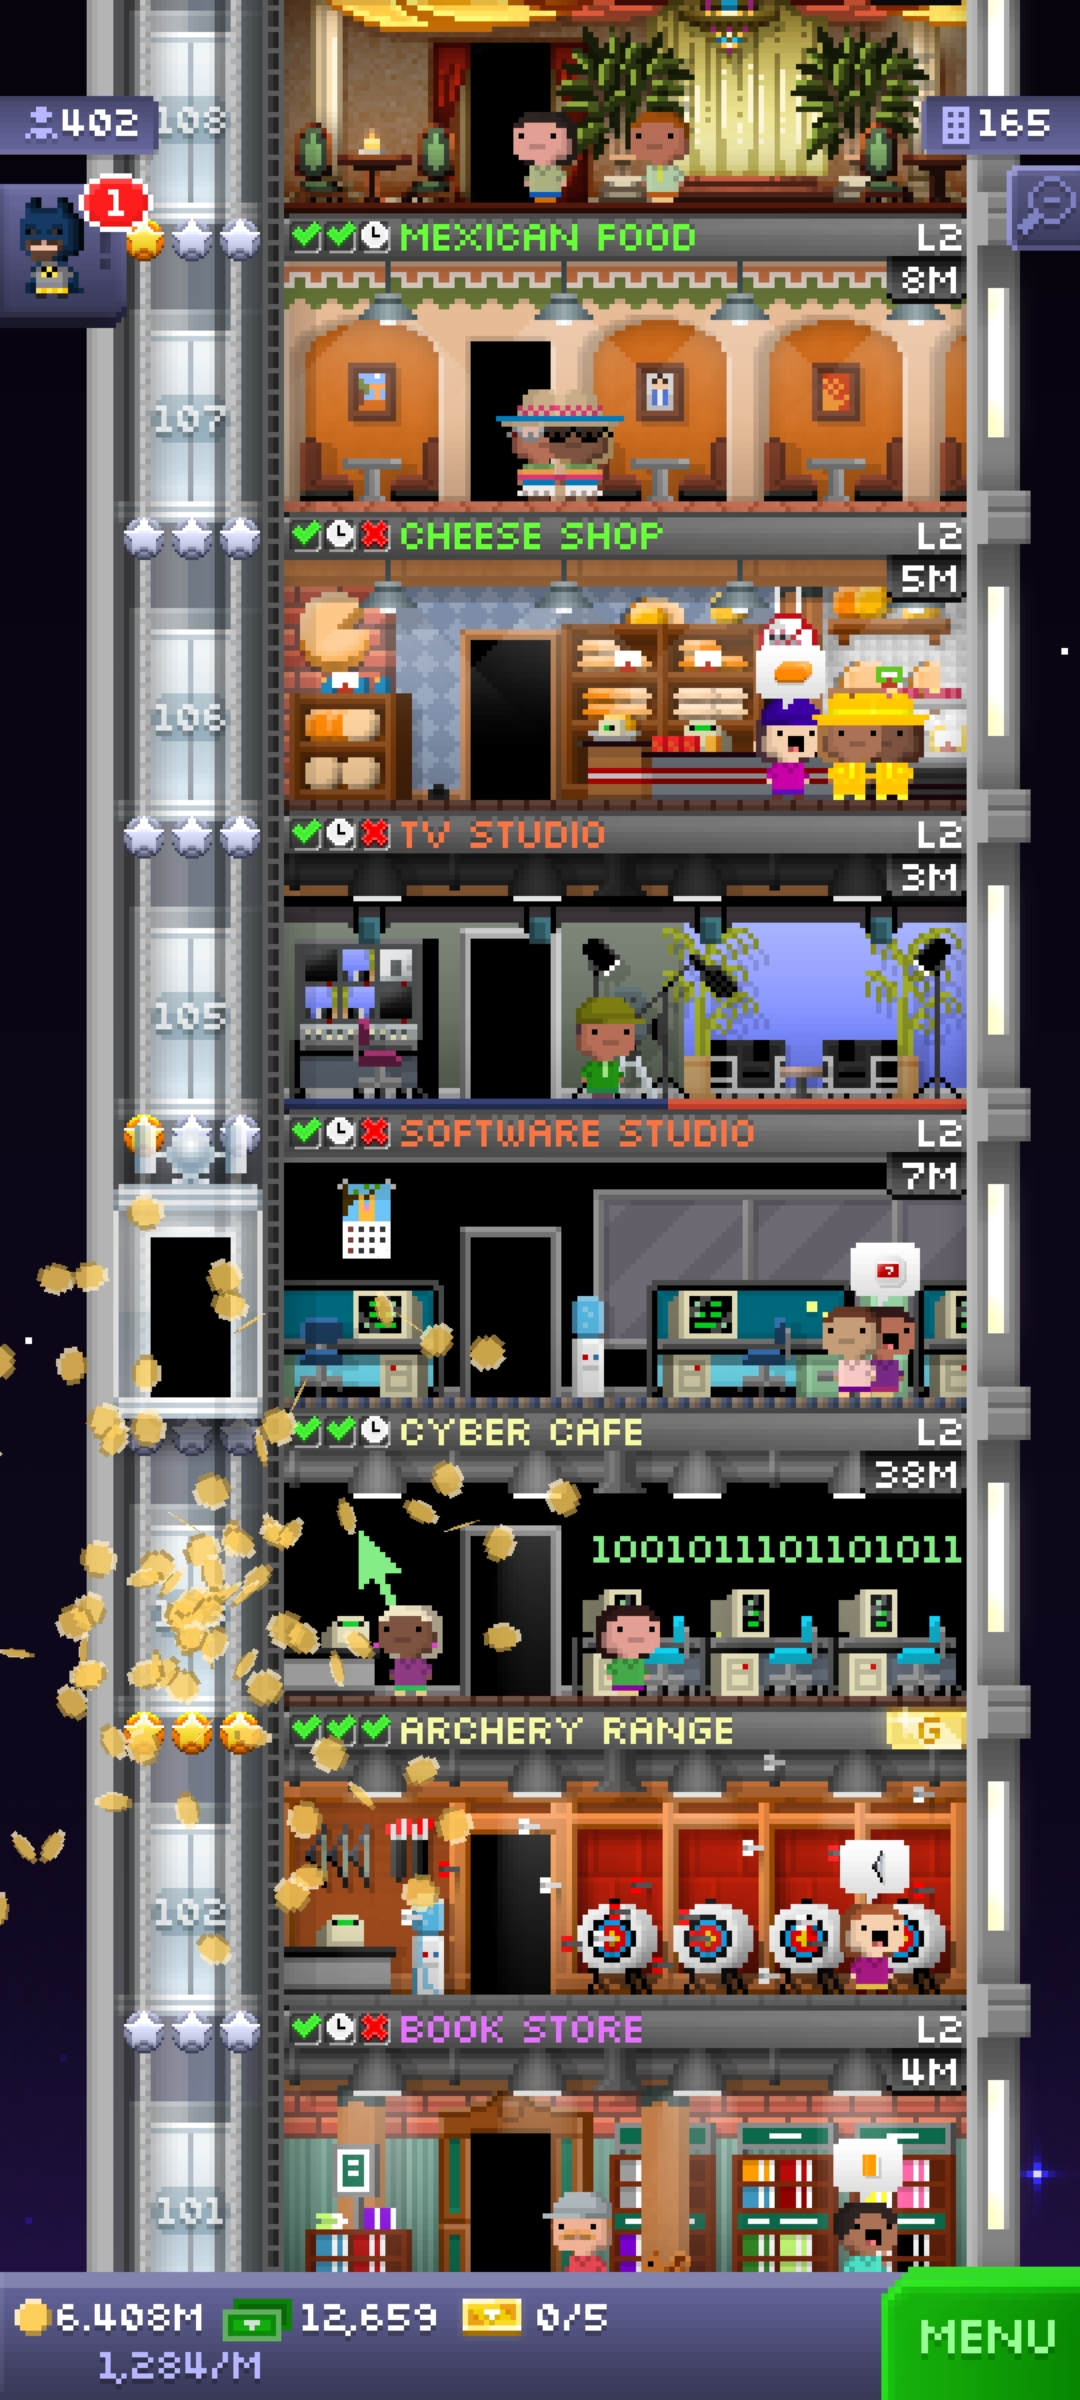 402
108
165
1
MEXICAN FOOD L2
8M
107
CHEESE SHOP L2
5M
106
TV STUDIO L2
3M
105
SOFTWARE STUDIO L2
7M
CYBER CAFE L2
38M
1001011101101011
ARCHERY RANGE G
102
BOOK STORE L2
4M
8
101
6.408M 12,659 0/5
1,284/M
MENU